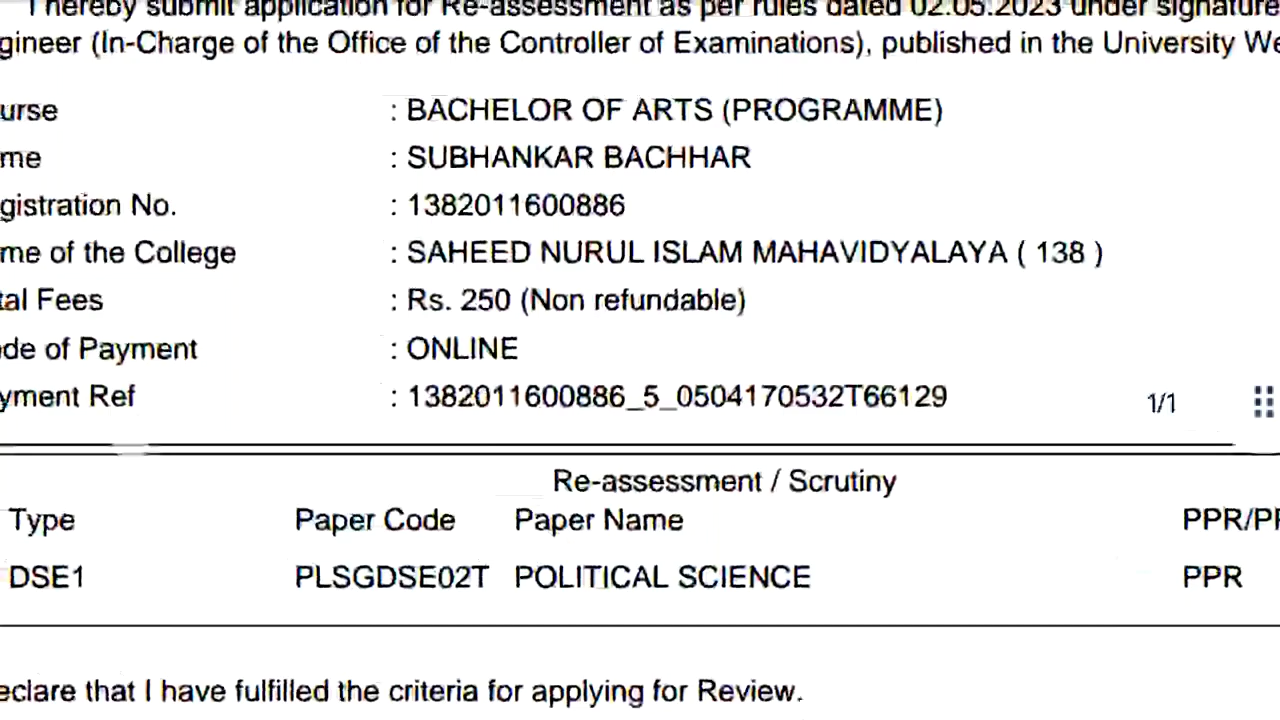 I hereby submit application for Re-assessment as per rules dated 02.05.2023 under signature
gineer (In-Charge of the Office of the Controller of Examinations), published in the University We
urse : BACHELOR OF ARTS (PROGRAMME)
me : SUBHANKAR BACHHAR
gistration No. : 1382011600886
me of the College : SAHEED NURUL ISLAM MAHAVIDYALAYA ( 138 )
tal Fees : Rs. 250 (Non refundable)
de of Payment : ONLINE
yment Ref : 1382011600886_5_0504170532T66129
1/1
Re-assessment / Scrutiny
Type Paper Code Paper Name PPR/PF
DSE1 PLSGDSE02T POLITICAL SCIENCE PPR
eclare that I have fulfilled the criteria for applying for Review.